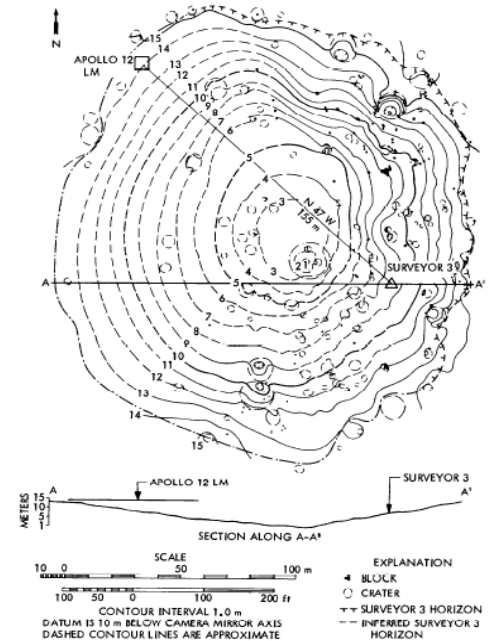 N
15
14
APOLLO 12
LM
13
12
11
10
9
8
7
6
5
4
3
N 47 W
155 m
2 1
SURVEYOR 3
A
4 3
5
A'
6
7
8
9
10
11
12
13
14
15
A
APOLLO 12 LM
SURVEYOR 3
A'
METERS
15
10
5
1
SECTION ALONG A-A'
SCALE
10 0 50 100 m
100 50 0 100 200 ft
CONTOUR INTERVAL 1.0 m
DATUM IS 10 m BELOW CAMERA MIRROR AXIS
DASHED CONTOUR LINES ARE APPROXIMATE
EXPLANATION
BLOCK
CRATER
SURVEYOR 3 HORIZON
INFERRED SURVEYOR 3
HORIZON